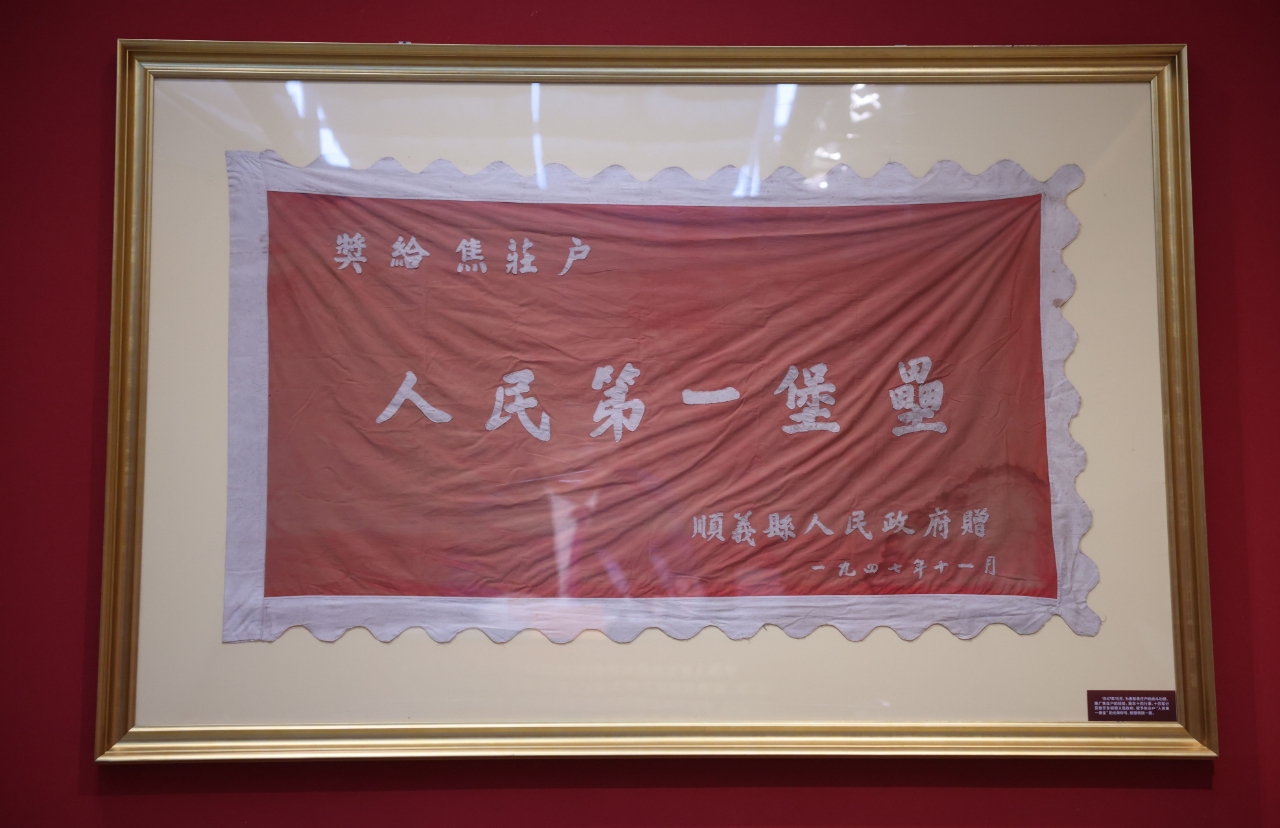 獎給焦莊户
人民第一堡壘
順義縣人民政府贈
一九四七年十一月